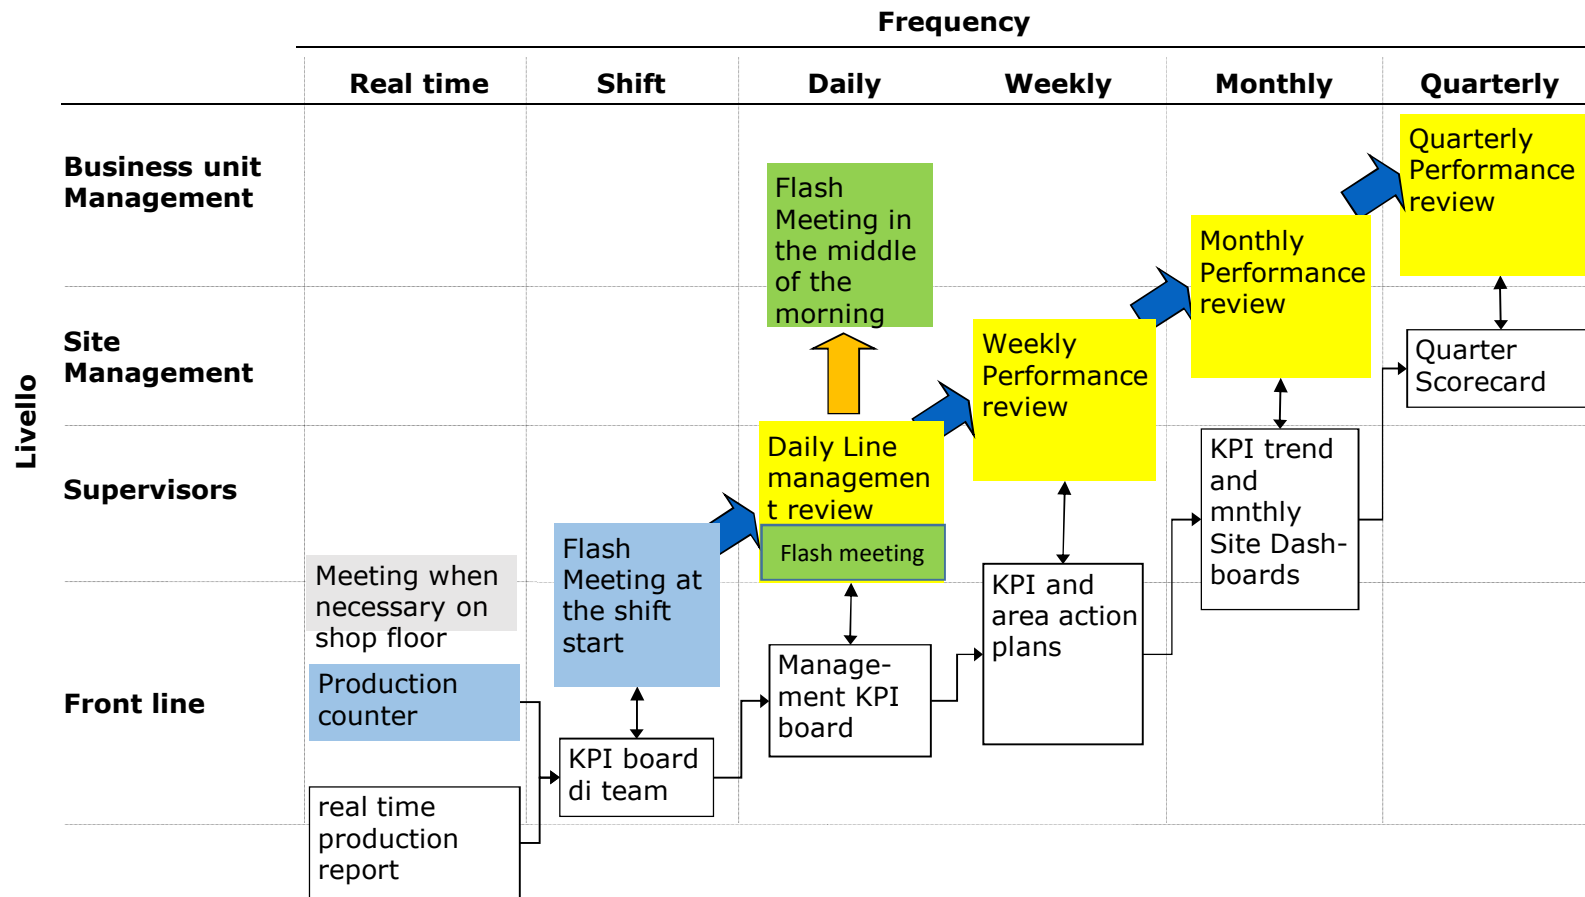 Frequency
Real time
Shift
Daily
Weekly
Monthly
Quarterly
Livello
Business unit
Management
Site
Management
Supervisors
Front line
Meeting when
necessary on
shop floor
Production
counter
real time
production
report
Flash
Meeting at
the shift
start
KPI board
di team
Flash
Meeting in
the middle
of the
morning
Daily Line
managemen
t review
Flash meeting
Manage-
ment KPI
board
Weekly
Performance
review
KPI and
area action
plans
Monthly
Performance
review
KPI trend
and
mnthly
Site Dash-
boards
Quarterly
Performance
review
Quarter
Scorecard